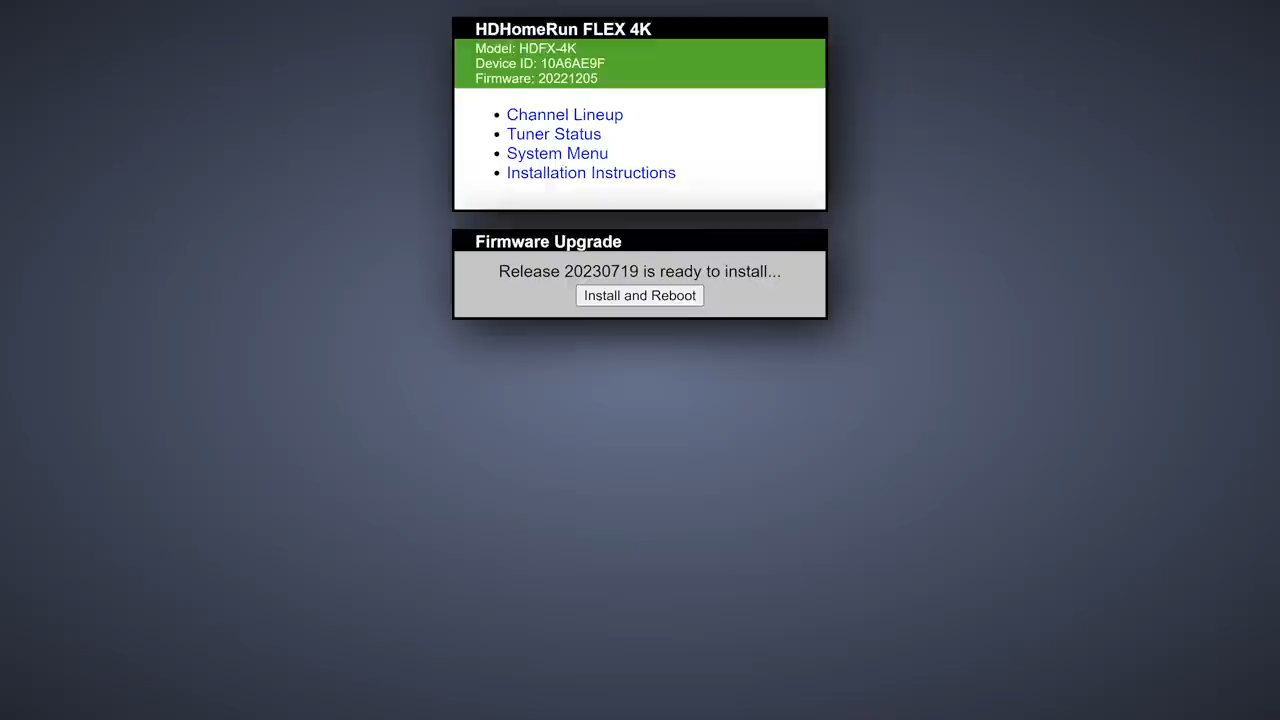 HDHomeRun FLEX 4K
Model: HDFX-4K
Device ID: 10A6AE9F
Firmware: 20221205
Channel Lineup
Tuner Status
System Menu
Installation Instructions
Firmware Upgrade
Release 20230719 is ready to install...
Install and Reboot